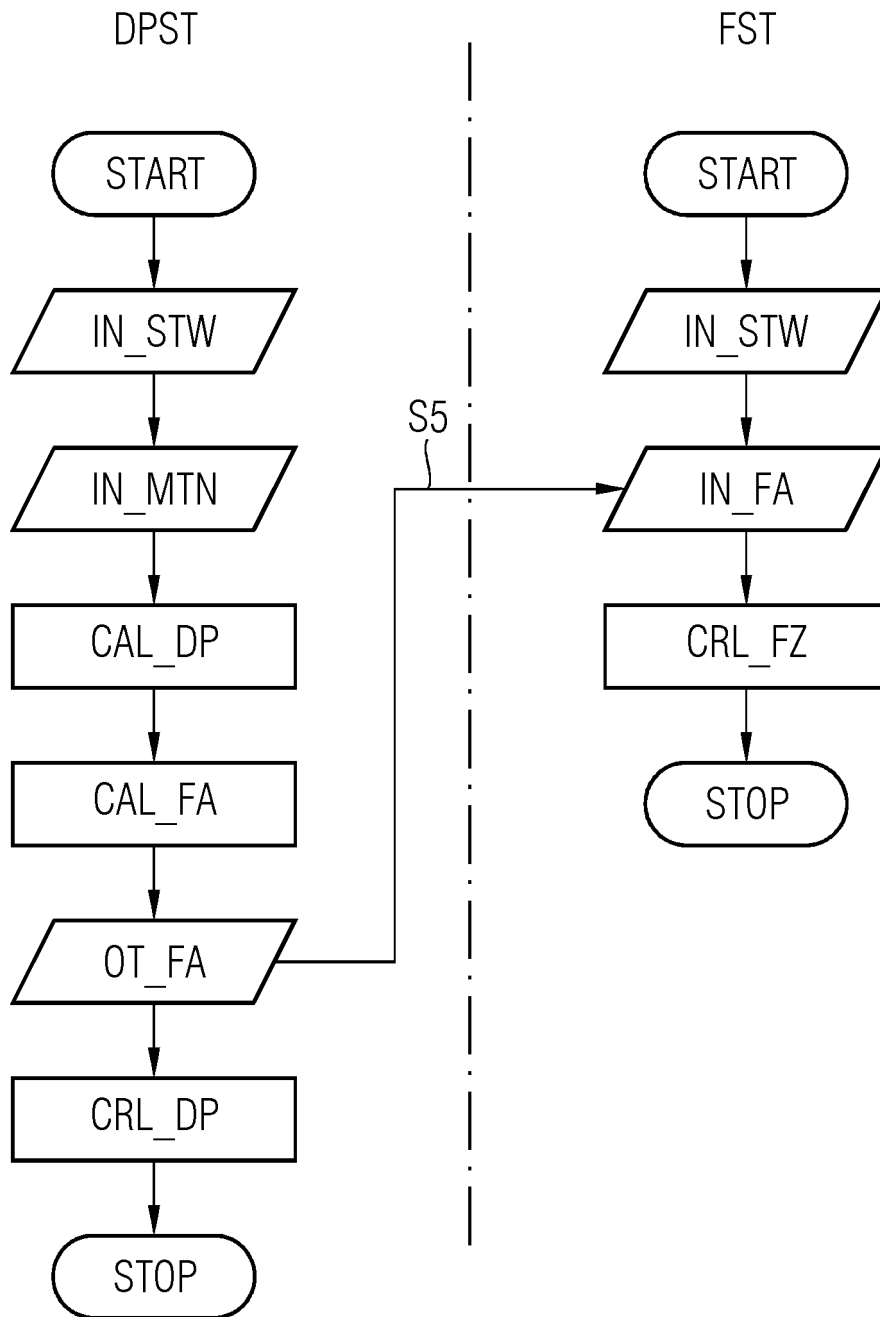 DPST
START
IN_STW
IN_MTN
CAL_DP
CAL_FA
OT_FA
CRL_DP
STOP
S5
FST
START
IN_STW
IN_FA
CRL_FZ
STOP